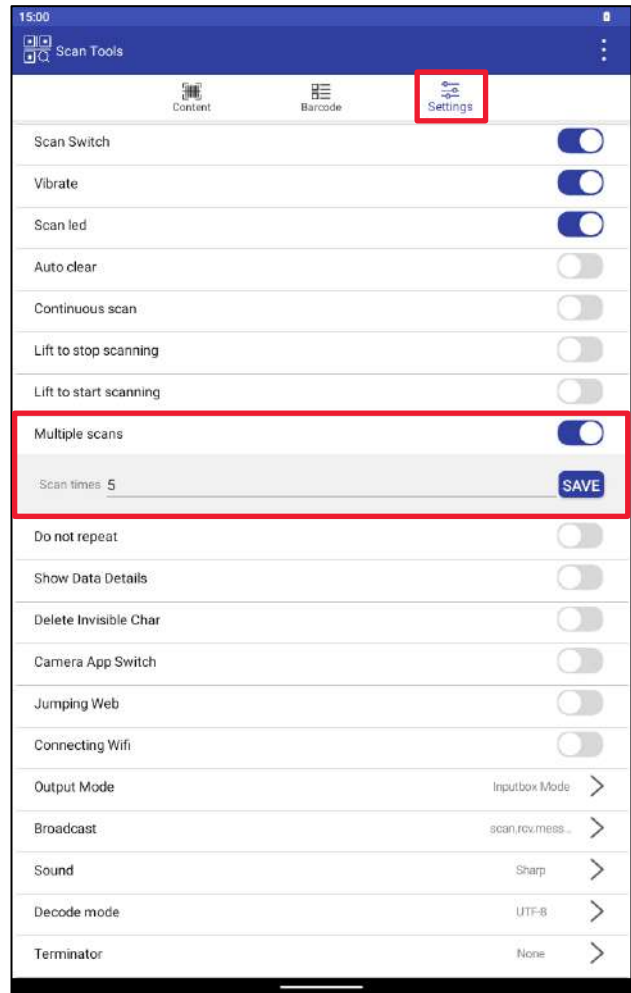 15:00
Scan Tools
Content Barcode Settings
Scan Switch
Vibrate
Scan led
Auto clear
Continuous scan
Lift to stop scanning
Lift to start scanning
Multiple scans
Scan times 5 SAVE
Do not repeat
Show Data Details
Delete Invisible Char
Camera App Switch
Jumping Web
Connecting Wifi
Output Mode Inputbox Mode
Broadcast scan.rcv.mess...
Sound Sharp
Decode mode UTF-8
Terminator None